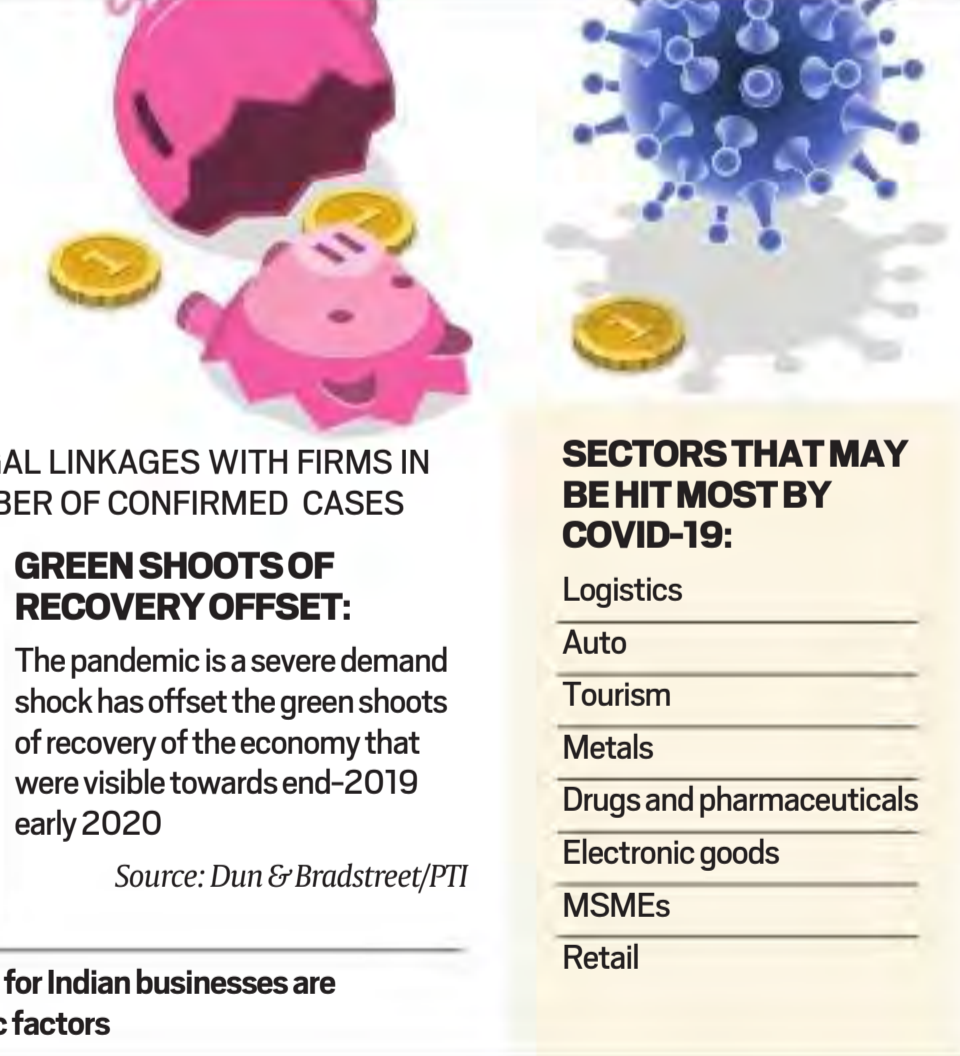 LINKAGES WITH FIRMS IN
OF CONFIRMED CASES
GREEN SHOOTS OF
RECOVERY OFFSET:
The pandemic is a severe demand
shock has offset the green shoots
of recovery of the economy that
were visible towards end-2019
early 2020
Source: Dun & Bradstreet/PTI
for Indian businesses are
factors
SECTORS THAT MAY
BE HIT MOST BY
COVID-19:
Logistics
Auto
Tourism
Metals
Drugs and pharmaceuticals
Electronic goods
MSMEs
Retail